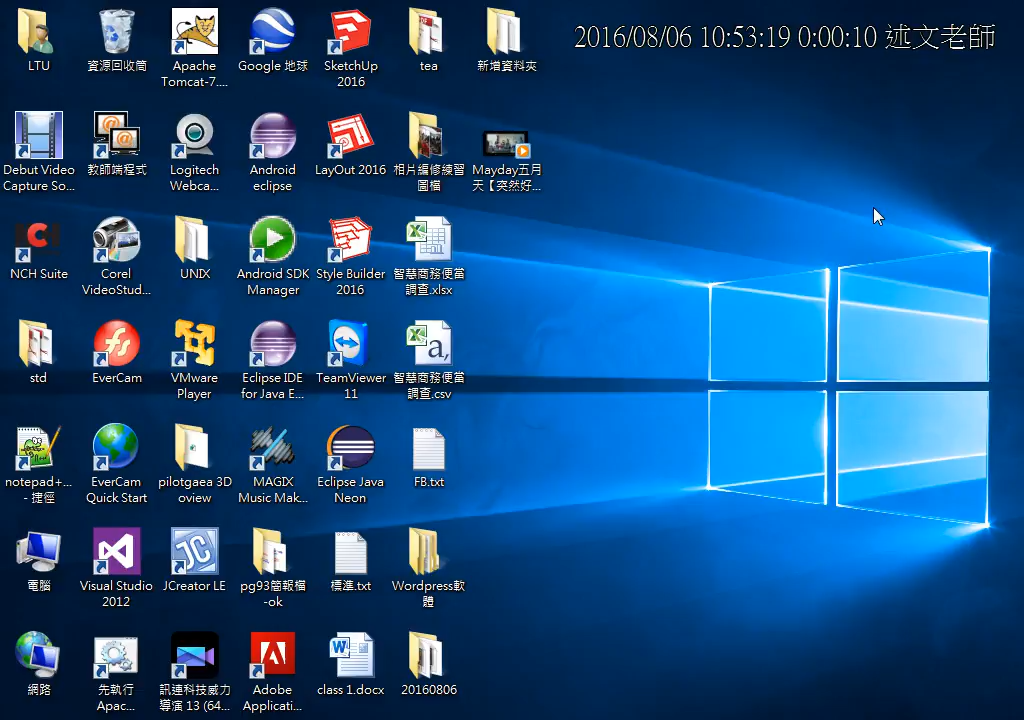 2016/08/06 10:53:19 0:00:10 述文老師
LTU
資源回收筒
Apache
Tomcat-7....
Google 地球
SketchUp
2016
tea
新增資料夾
Debut Video
Capture So...
教師端程式
Logitech
Webca...
Android
eclipse
LayOut 2016
相片編修練習
圖檔
Mayday五月
天【突然好...
NCH Suite
Corel
VideoStud...
UNIX
Android SDK
Manager
Style Builder
2016
智慧商務便當
調查.xlsx
std
EverCam
VMware
Player
Eclipse IDE
for Java E...
TeamViewer
11
智慧商務便當
調查.csv
notepad+...
- 捷徑
EverCam
Quick Start
pilotgaea 3D
oview
MAGIX
Music Mak...
Eclipse Java
Neon
FB.txt
電腦
Visual Studio
2012
JCreator LE
pg93簡報檔
-ok
標準.txt
Wordpress軟
體
網路
先執行
Apac...
訊連科技威力
導演 13 (64...
Adobe
Applicati...
class 1.docx
20160806